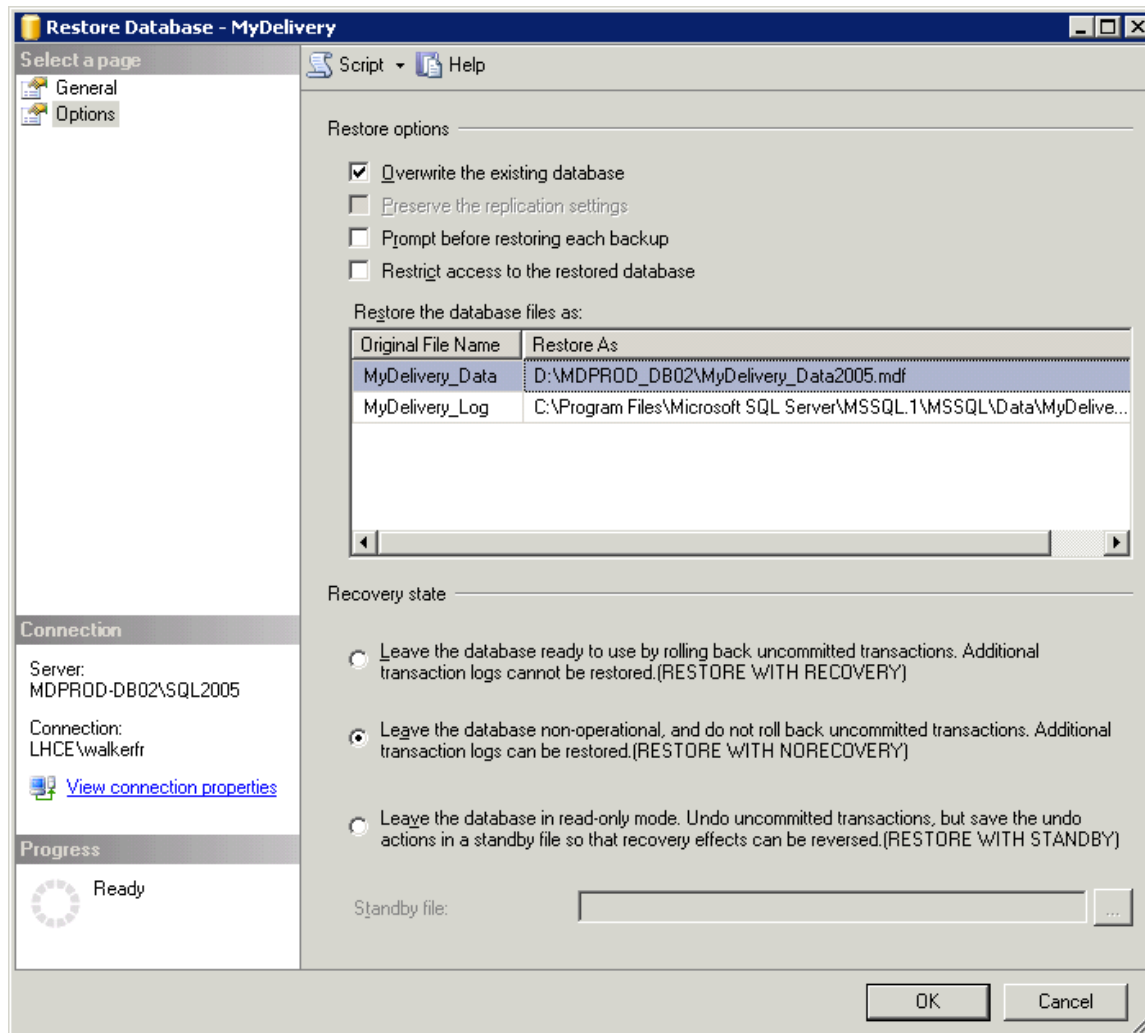 Restore Database - MyDelivery
Select a page
General
Options
Script
Help
Restore options
Overwrite the existing database
Preserve the replication settings
Prompt before restoring each backup
Restrict access to the restored database
Restore the database files as:
Original File Name Restore As
MyDelivery_Data D:\MDPROD_DB02\MyDelivery_Data2005.mdf
MyDelivery_Log C:\Program Files\Microsoft SQL Server\MSSQL.1\MSSQL\Data\MyDelive...
Recovery state
Leave the database ready to use by rolling back uncommitted transactions. Additional
transaction logs cannot be restored.(RESTORE WITH RECOVERY)
Leave the database non-operational, and do not roll back uncommitted transactions. Additional
transaction logs can be restored.(RESTORE WITH NORECOVERY)
Leave the database in read-only mode. Undo uncommitted transactions, but save the undo
actions in a standby file so that recovery effects can be reversed.(RESTORE WITH STANDBY)
Standby file:
...
Connection
Server:
MDPROD-DB02\SQL2005
Connection:
LHCE\walkerfr
View connection properties
Progress
Ready
OK
Cancel